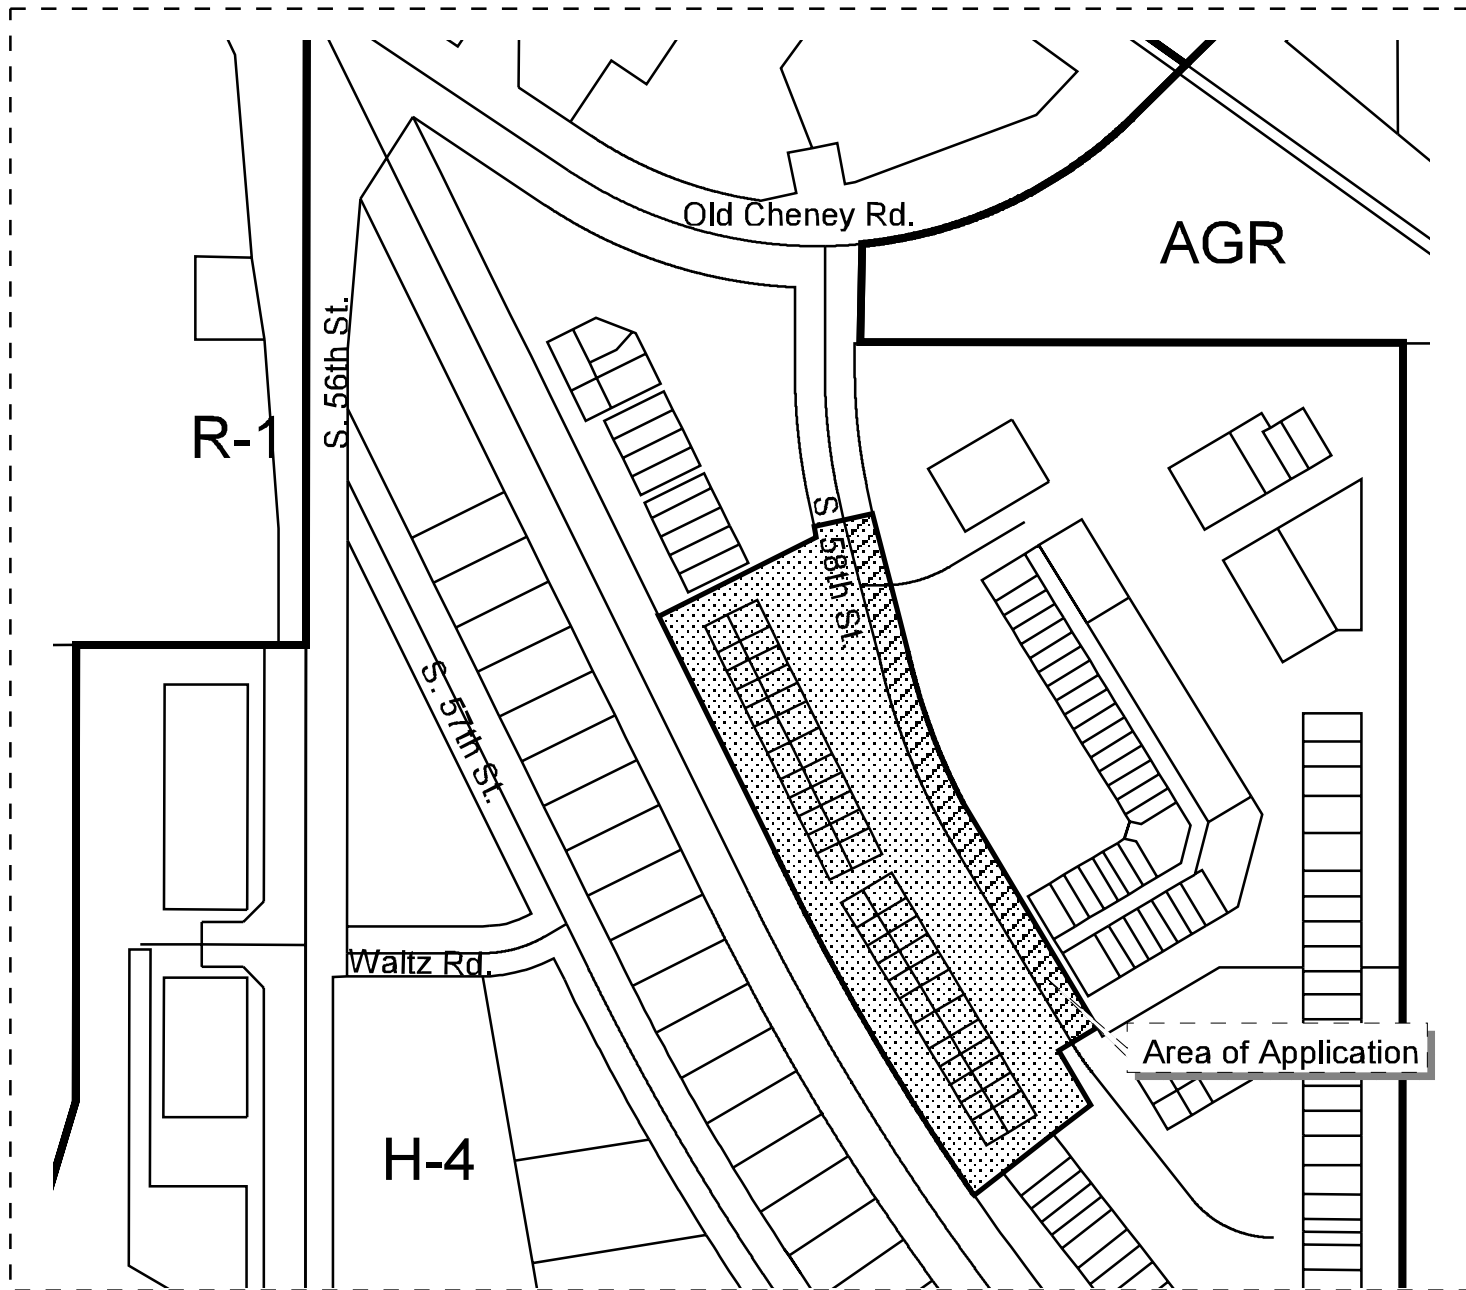 Old Cheney Rd.
AGR
S. 56th St.
R-1
S. 58th St.
S. 57th St.
Waltz Rd.
Area of Application
H-4